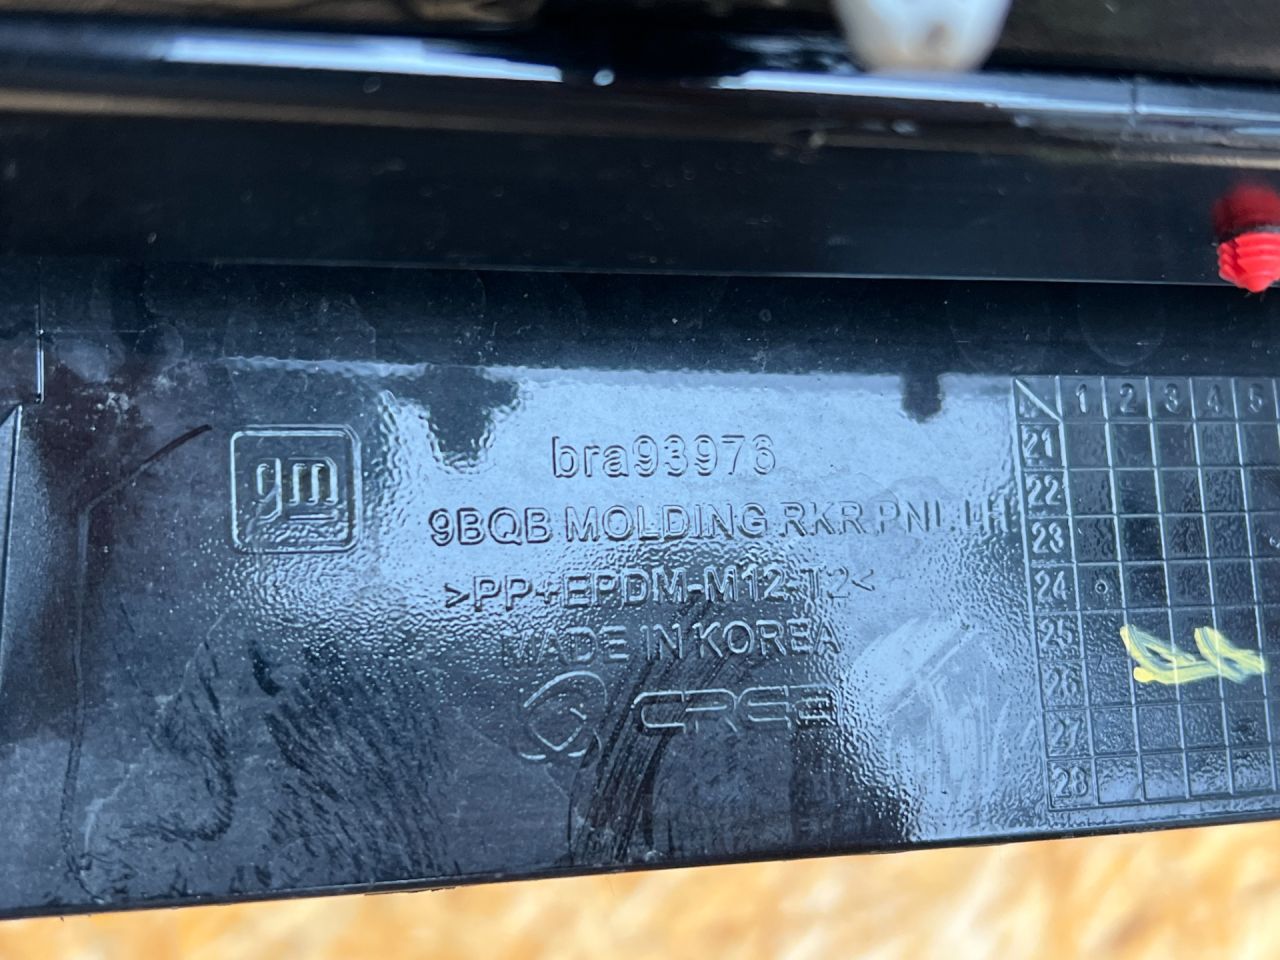 gm
bra93976
9BQB MOLDING RKR PNL LH
>PP+EPDM-M12-T2<
MADE IN KOREA
1 2 3 4 5
21
22
23
24
25
26
27
28